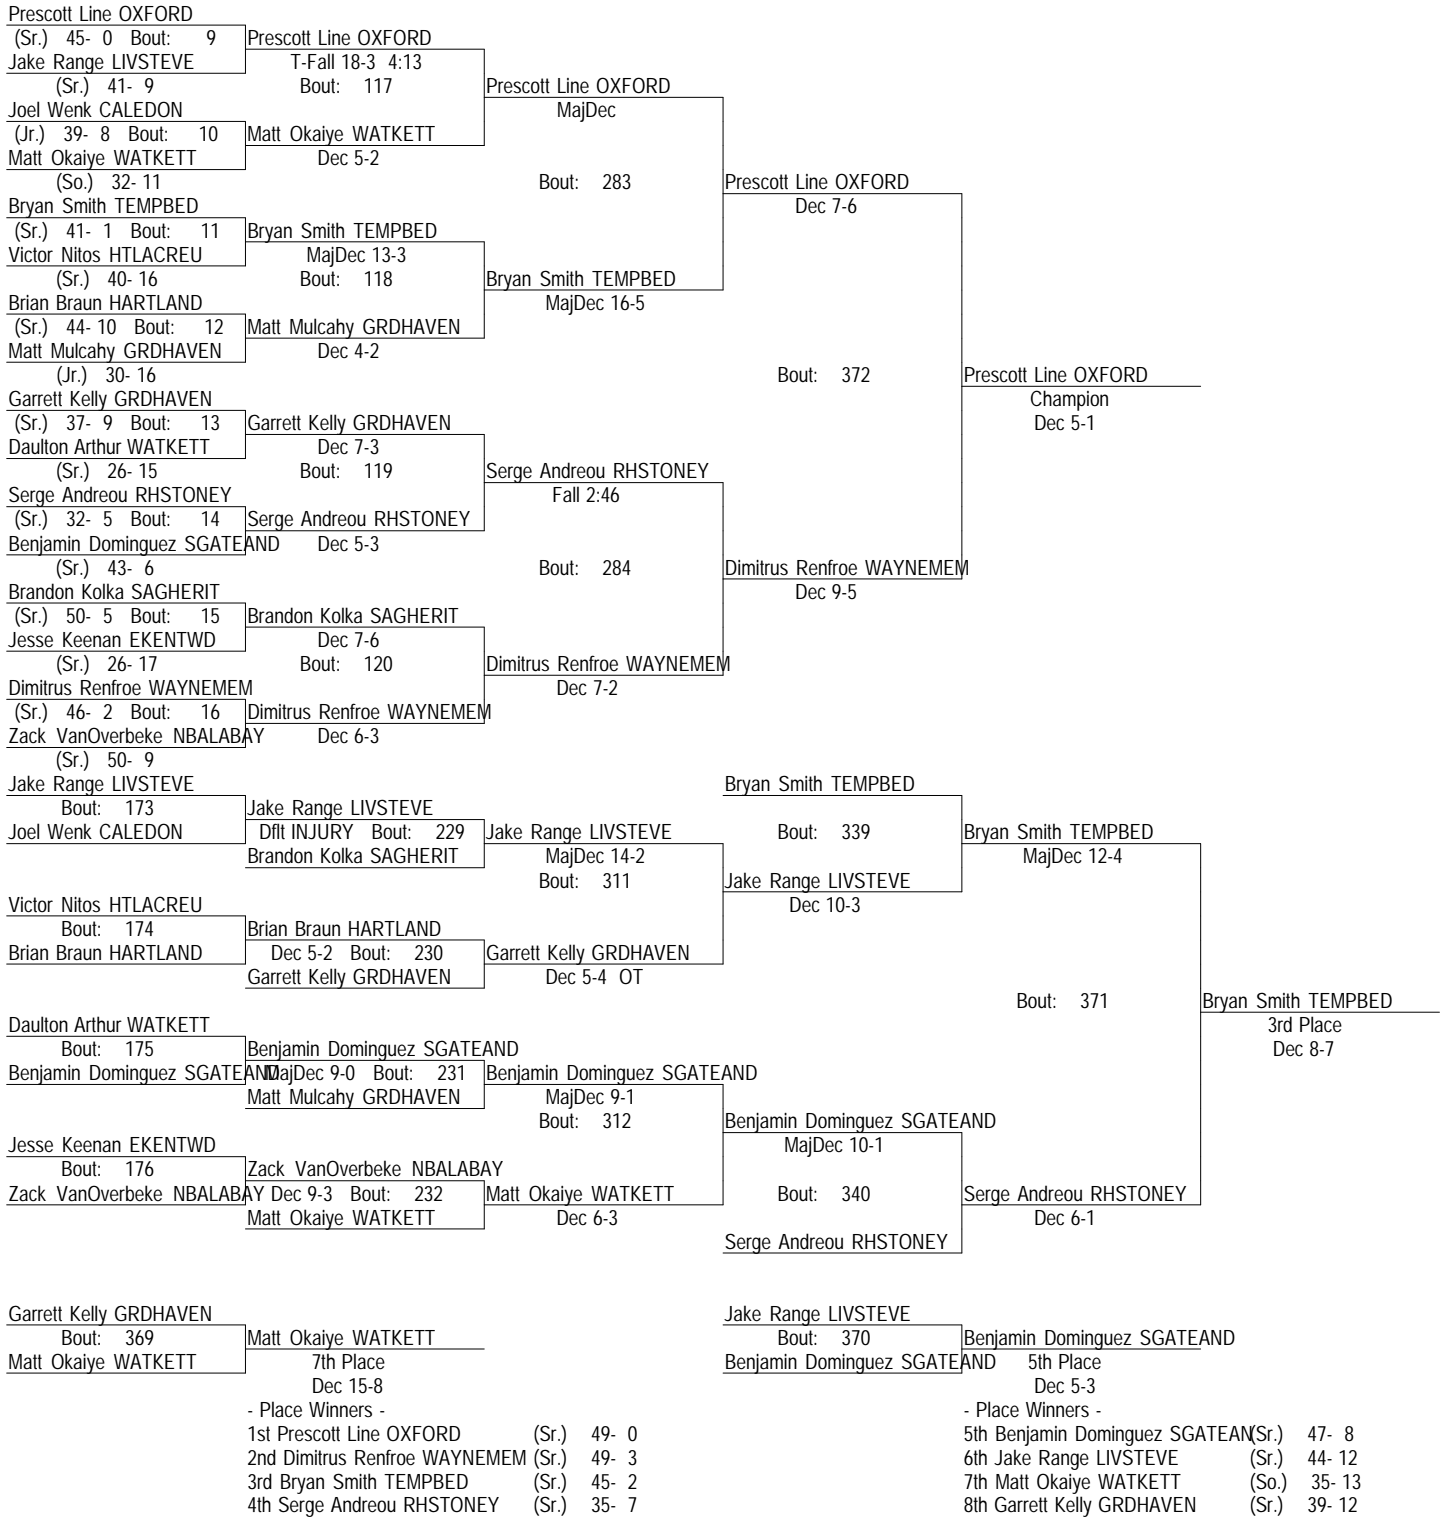 Prescott Line OXFORD
(Sr.) 45- 0 Bout: 9 Prescott Line OXFORD
Jake Range LIVSTEVE T-Fall 18-3 4:13
(Sr.) 41- 9 Bout: 117 Prescott Line OXFORD
Joel Wenk CALEDON MajDec
(Jr.) 39- 8 Bout: 10 Matt Okaiye WATKETT
Matt Okaiye WATKETT Dec 5-2
(So.) 32- 11 Bout: 283 Prescott Line OXFORD
Bryan Smith TEMPBED Dec 7-6
(Sr.) 41- 1 Bout: 11 Bryan Smith TEMPBED
Victor Nitos HTLACREU MajDec 13-3
(Sr.) 40- 16 Bout: 118 Bryan Smith TEMPBED
Brian Braun HARTLAND MajDec 16-5
(Sr.) 44- 10 Bout: 12 Matt Mulcahy GRDHAVEN
Matt Mulcahy GRDHAVEN Dec 4-2
(Jr.) 30- 16 Bout: 372 Prescott Line OXFORD
Garrett Kelly GRDHAVEN Champion
(Sr.) 37- 9 Bout: 13 Garrett Kelly GRDHAVEN Dec 5-1
Daulton Arthur WATKETT Dec 7-3
(Sr.) 26- 15 Bout: 119 Serge Andreou RHSTONEY
Serge Andreou RHSTONEY Fall 2:46
(Sr.) 32- 5 Bout: 14 Serge Andreou RHSTONEY
Benjamin Dominguez SGATEAND Dec 5-3
(Sr.) 43- 6 Bout: 284 Dimitrus Renfroe WAYNEMEM
Brandon Kolka SAGHERIT Dec 9-5
(Sr.) 50- 5 Bout: 15 Brandon Kolka SAGHERIT
Jesse Keenan EKENTWD Dec 7-6
(Sr.) 26- 17 Bout: 120 Dimitrus Renfroe WAYNEMEM
Dimitrus Renfroe WAYNEMEM Dec 7-2
(Sr.) 46- 2 Bout: 16 Dimitrus Renfroe WAYNEMEM
Zack VanOverbeke NBALABAY Dec 6-3
(Sr.) 50- 9
Jake Range LIVSTEVE Bryan Smith TEMPBED
Bout: 173 Jake Range LIVSTEVE
Joel Wenk CALEDON Dflt INJURY Bout: 229 Jake Range LIVSTEVE Bout: 339 Bryan Smith TEMPBED
Brandon Kolka SAGHERIT MajDec 14-2 MajDec 12-4
Bout: 311 Jake Range LIVSTEVE
Victor Nitos HTLACREU Dec 10-3
Bout: 174 Brian Braun HARTLAND
Brian Braun HARTLAND Dec 5-2 Bout: 230 Garrett Kelly GRDHAVEN
Garrett Kelly GRDHAVEN Dec 5-4 OT
Bout: 371 Bryan Smith TEMPBED
Daulton Arthur WATKETT 3rd Place
Bout: 175 Benjamin Dominguez SGATEAND Dec 8-7
Benjamin Dominguez SGATEAND MajDec 9-0 Bout: 231 Benjamin Dominguez SGATEAND
Matt Mulcahy GRDHAVEN MajDec 9-1
Bout: 312 Benjamin Dominguez SGATEAND
Jesse Keenan EKENTWD MajDec 10-1
Bout: 176 Zack VanOverbeke NBALABAY
Zack VanOverbeke NBALABAY Dec 9-3 Bout: 232 Matt Okaiye WATKETT Bout: 340 Serge Andreou RHSTONEY
Matt Okaiye WATKETT Dec 6-3 Dec 6-1
Serge Andreou RHSTONEY
Garrett Kelly GRDHAVEN Jake Range LIVSTEVE
Bout: 369 Matt Okaiye WATKETT Bout: 370 Benjamin Dominguez SGATEAND
Matt Okaiye WATKETT 7th Place Benjamin Dominguez SGATEAND 5th Place
Dec 15-8 Dec 5-3
- Place Winners - - Place Winners -
1st Prescott Line OXFORD (Sr.) 49- 0 5th Benjamin Dominguez SGATEAN(Sr.) 47- 8
2nd Dimitrus Renfroe WAYNEMEM (Sr.) 49- 3 6th Jake Range LIVSTEVE (Sr.) 44- 12
3rd Bryan Smith TEMPBED (Sr.) 45- 2 7th Matt Okaiye WATKETT (So.) 35- 13
4th Serge Andreou RHSTONEY (Sr.) 35- 7 8th Garrett Kelly GRDHAVEN (Sr.) 39- 12